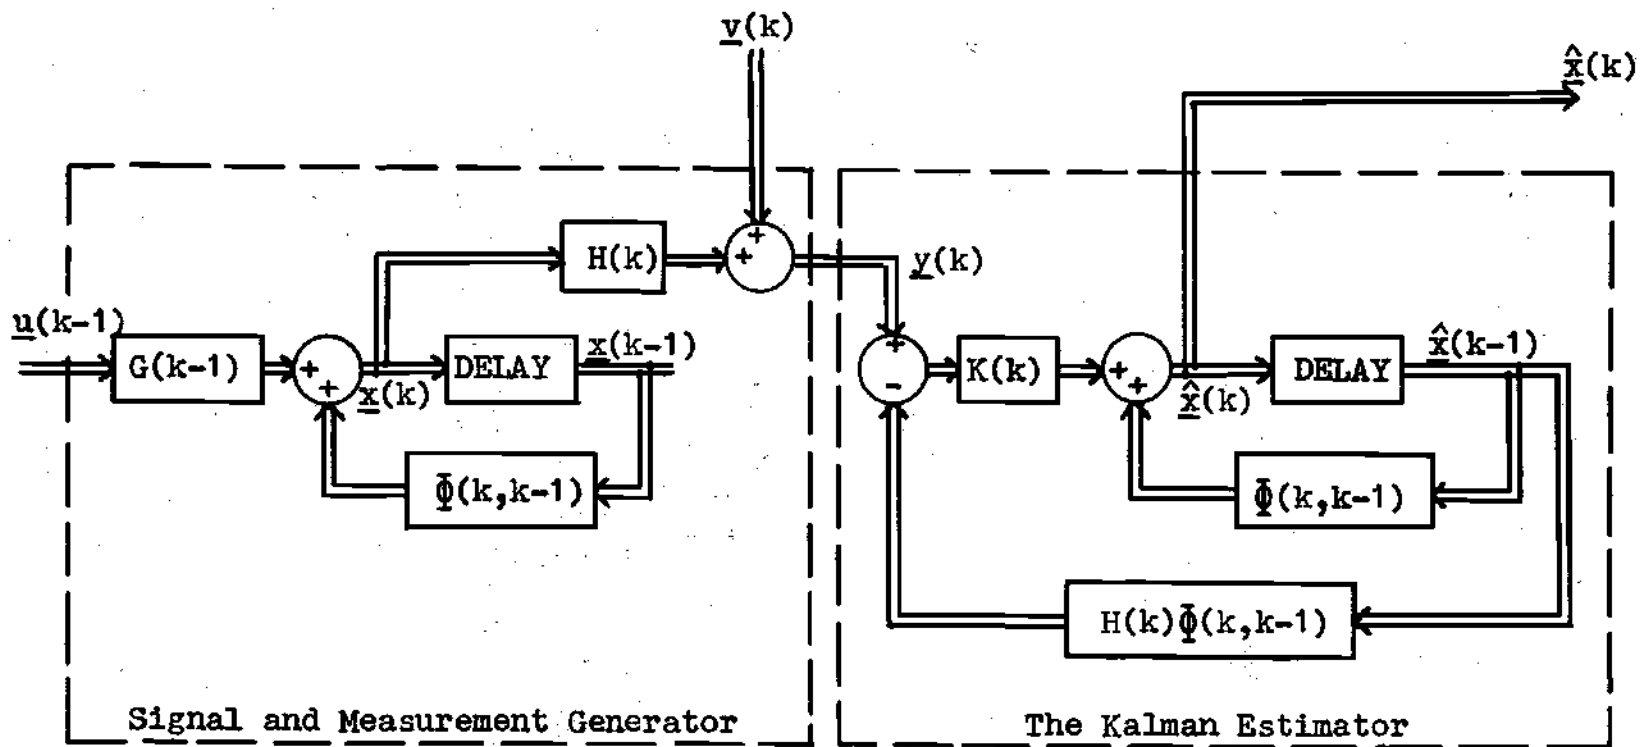 v(k)
x̂(k)
H(k)
+
+
y(k)
u(k-1)
G(k-1)
+
+
x(k)
DELAY
x(k-1)
Φ(k,k-1)
+
-
K(k)
+
+
x̂(k)
DELAY
x̂(k-1)
Φ(k,k-1)
H(k)Φ(k,k-1)
Signal and Measurement Generator
The Kalman Estimator